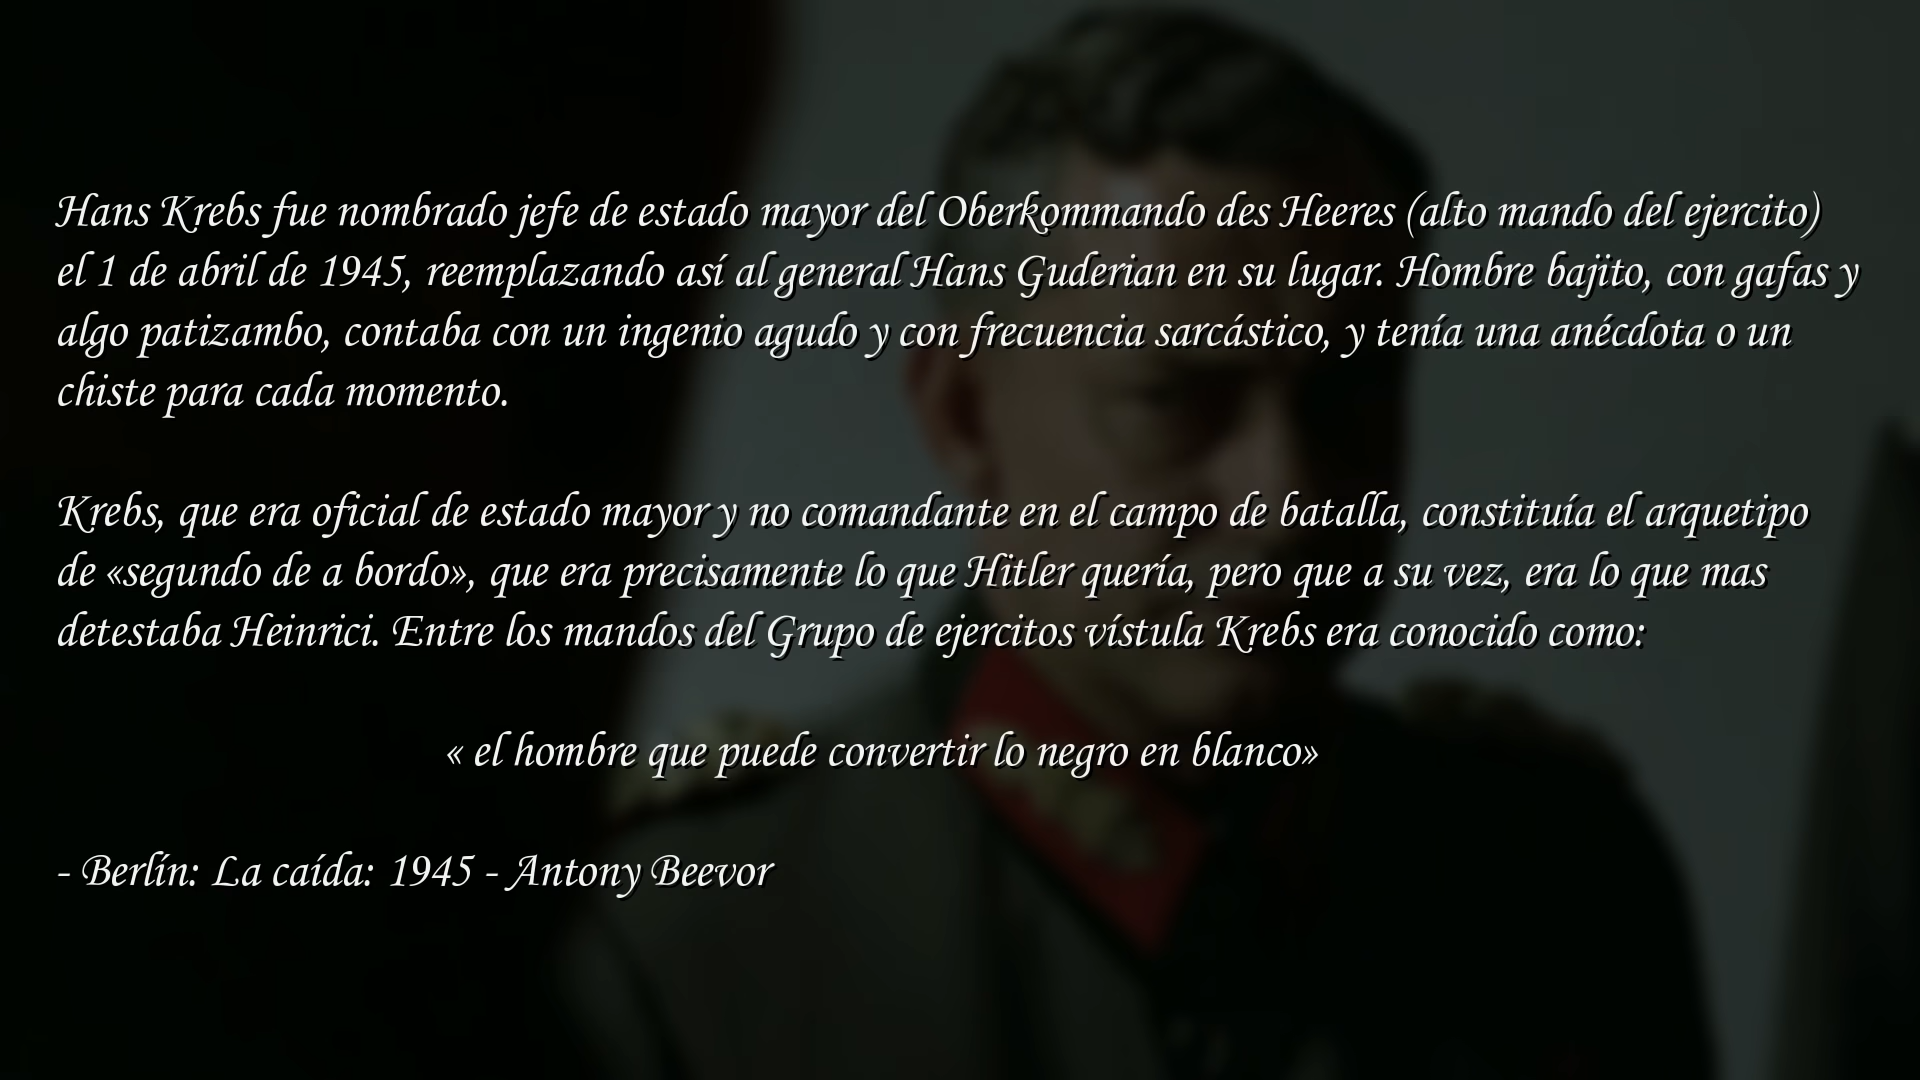 Hans Krebs fue nombrado jefe de estado mayor del Oberkommando des Heeres (alto mando del ejercito)
el 1 de abril de 1945, reemplazando así al general Hans Guderian en su lugar. Hombre bajito, con gafas y
algo patizambo, contaba con un ingenio agudo y con frecuencia sarcástico, y tenía una anécdota o un
chiste para cada momento.
Krebs, que era oficial de estado mayor y no comandante en el campo de batalla, constituía el arquetipo
de «segundo de a bordo», que era precisamente lo que Hitler quería, pero que a su vez, era lo que mas
detestaba Heinrici. Entre los mandos del Grupo de ejercitos vístula Krebs era conocido como:
« el hombre que puede convertir lo negro en blanco»
- Berlín: La caída: 1945 - Antony Beevor